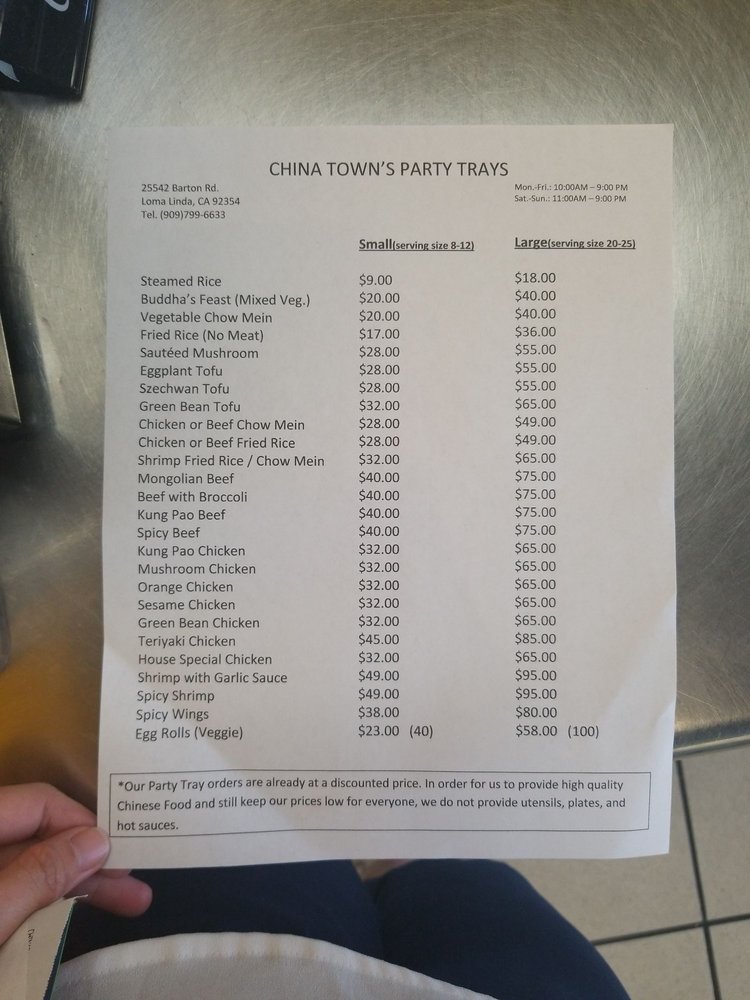 CHINA TOWN'S PARTY TRAYS
25542 Barton Rd.
Loma Linda, CA 92354
Tel. (909)799-6633
Mon.-Fri.: 10:00AM – 9:00 PM
Sat.-Sun.: 11:00AM – 9:00 PM
Small(serving size 8-12) Large(serving size 20-25)
Steamed Rice $9.00 $18.00
Buddha's Feast (Mixed Veg.) $20.00 $40.00
Vegetable Chow Mein $20.00 $40.00
Fried Rice (No Meat) $17.00 $36.00
Sautéed Mushroom $28.00 $55.00
Eggplant Tofu $28.00 $55.00
Szechwan Tofu $28.00 $55.00
Green Bean Tofu $32.00 $65.00
Chicken or Beef Chow Mein $28.00 $49.00
Chicken or Beef Fried Rice $28.00 $49.00
Shrimp Fried Rice / Chow Mein $32.00 $65.00
Mongolian Beef $40.00 $75.00
Beef with Broccoli $40.00 $75.00
Kung Pao Beef $40.00 $75.00
Spicy Beef $40.00 $75.00
Kung Pao Chicken $32.00 $65.00
Mushroom Chicken $32.00 $65.00
Orange Chicken $32.00 $65.00
Sesame Chicken $32.00 $65.00
Green Bean Chicken $32.00 $65.00
Teriyaki Chicken $45.00 $85.00
House Special Chicken $32.00 $65.00
Shrimp with Garlic Sauce $49.00 $95.00
Spicy Shrimp $49.00 $95.00
Spicy Wings $38.00 $80.00
Egg Rolls (Veggie) $23.00 (40) $58.00 (100)
*Our Party Tray orders are already at a discounted price. In order for us to provide high quality
Chinese Food and still keep our prices low for everyone, we do not provide utensils, plates, and
hot sauces.